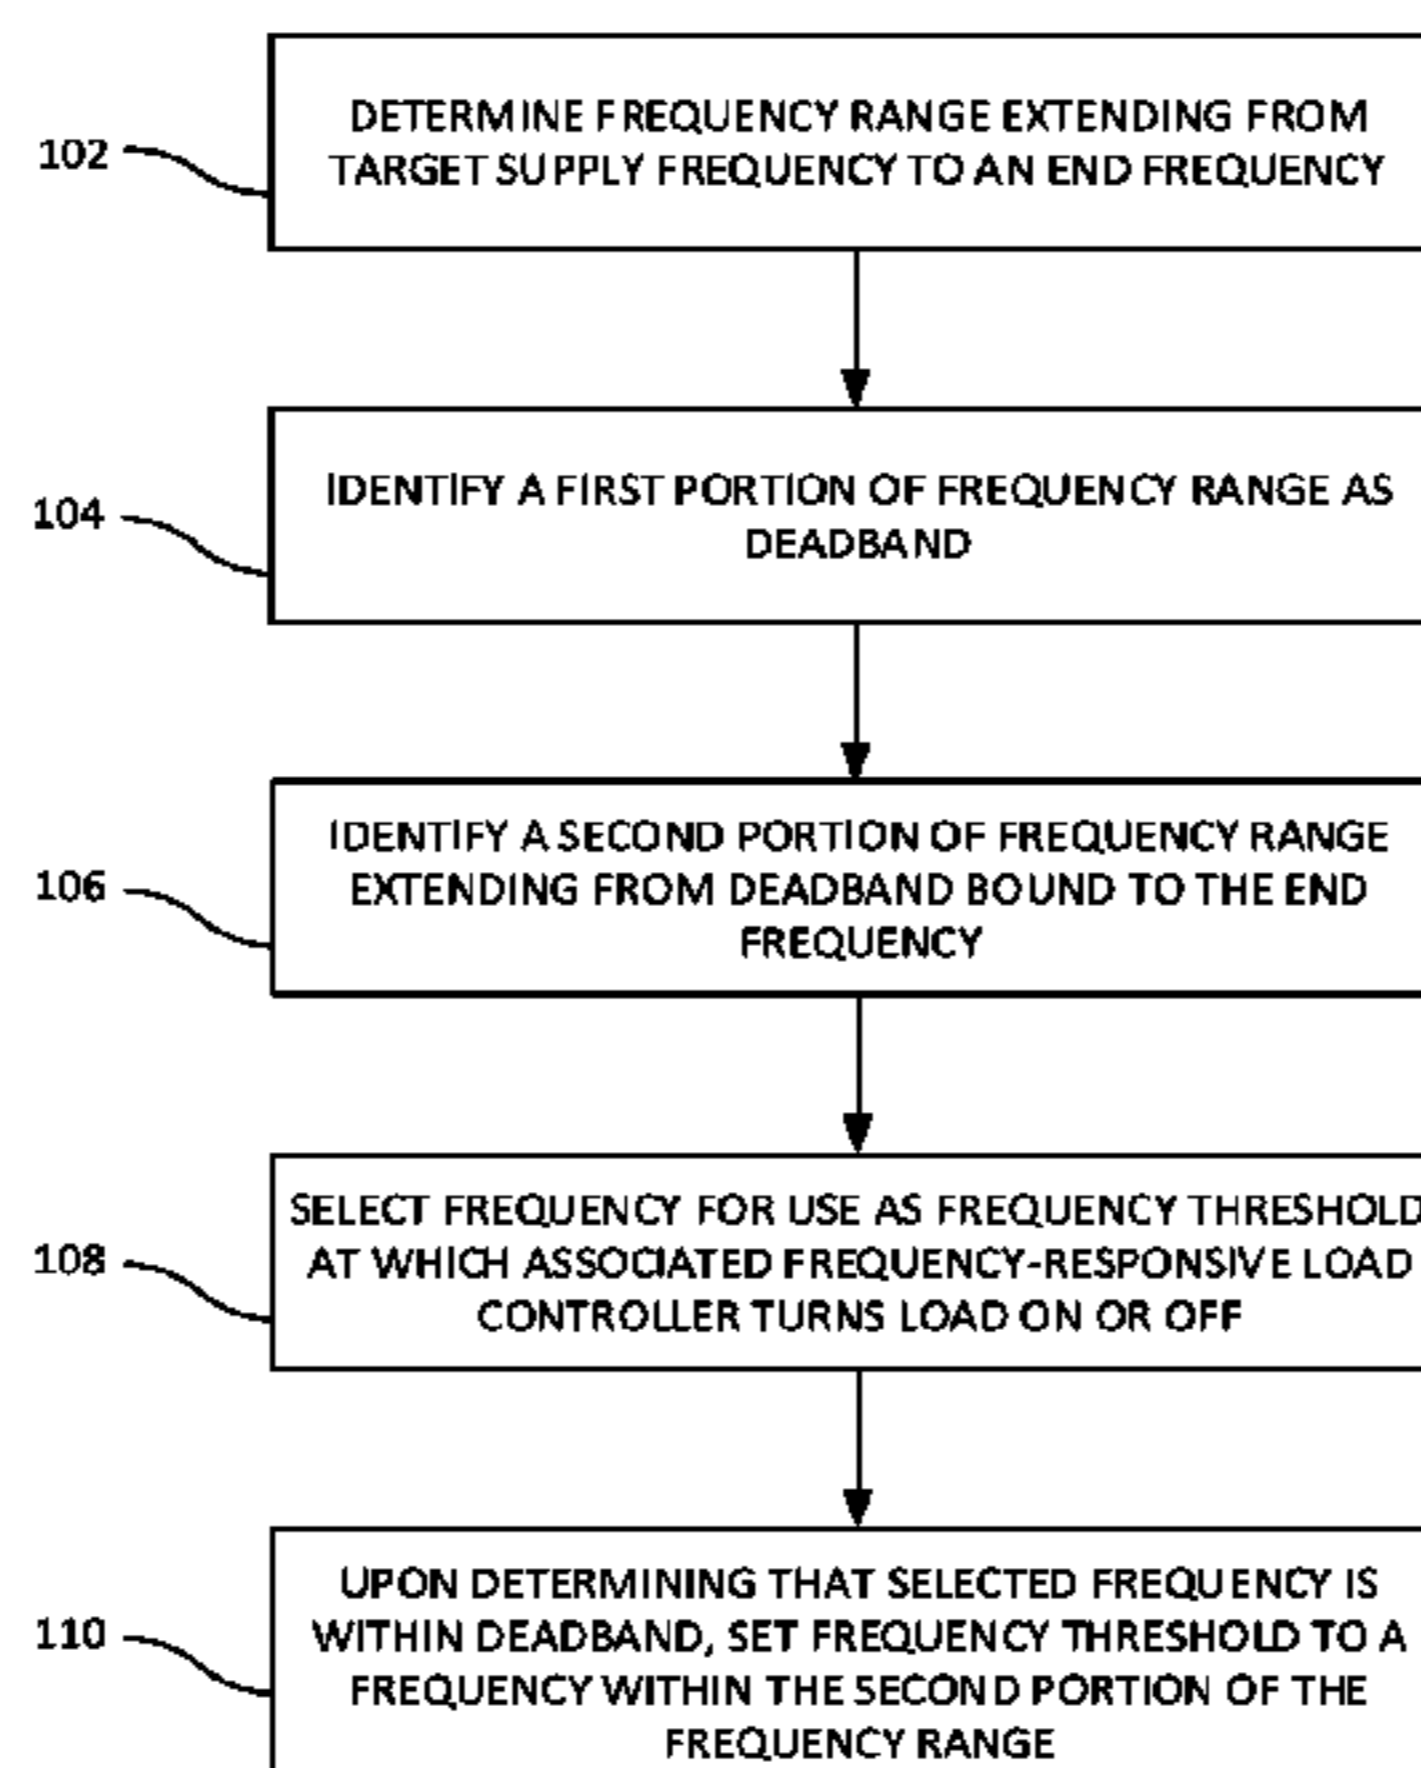 102
DETERMINE FREQUENCY RANGE EXTENDING FROM
TARGET SUPPLY FREQUENCY TO AN END FREQUENCY
104
IDENTIFY A FIRST PORTION OF FREQUENCY RANGE AS
DEADBAND
106
IDENTIFY A SECOND PORTION OF FREQUENCY RANGE
EXTENDING FROM DEADBAND BOUND TO THE END
FREQUENCY
108
SELECT FREQUENCY FOR USE AS FREQUENCY THRESHOLD
AT WHICH ASSOCIATED FREQUENCY-RESPONSIVE LOAD
CONTROLLER TURNS LOAD ON OR OFF
110
UPON DETERMINING THAT SELECTED FREQUENCY IS
WITHIN DEADBAND, SET FREQUENCY THRESHOLD TO A
FREQUENCY WITHIN THE SECOND PORTION OF THE
FREQUENCY RANGE